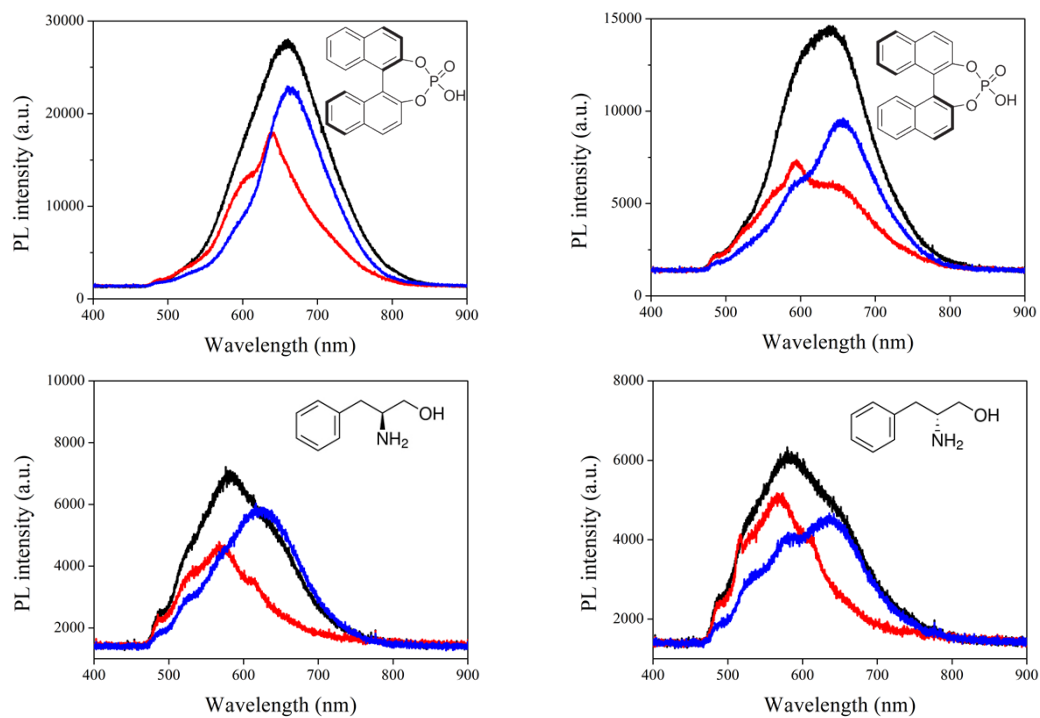 PL intensity (a.u.)
30000
20000
10000
0
400 500 600 700 800 900
Wavelength (nm)
O
O
P
O
OH
PL intensity (a.u.)
15000
10000
5000
0
400 500 600 700 800 900
Wavelength (nm)
O
O
P
O
OH
PL intensity (a.u.)
10000
8000
6000
4000
2000
400 500 600 700 800 900
Wavelength (nm)
OH
NH2
PL intensity (a.u.)
8000
6000
4000
2000
400 500 600 700 800 900
Wavelength (nm)
OH
NH2